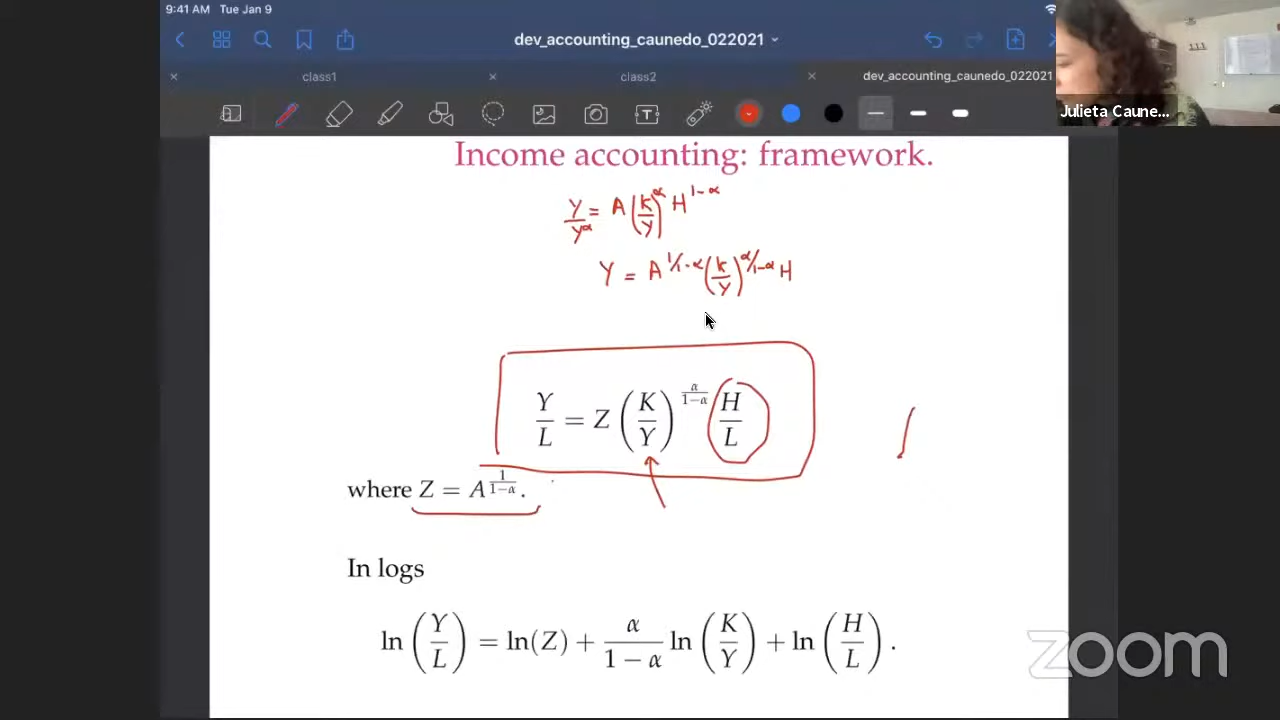 9:41 AM Tue Jan 9
dev_accounting_caunedo_022021
class1 class2 dev_accounting_caunedo_022021
Julieta Caune...
Income accounting: framework.
Y/Y^α = A (K/Y)^α H^1-α
Y = A^1/1-α (K/Y)^α/1-α H
Y/L = Z (K/Y)^α/1-α H/L
where Z = A^1/1-α.
In logs
ln (Y/L) = ln(Z) + α/1-α ln (K/Y) + ln (H/L).
zoom